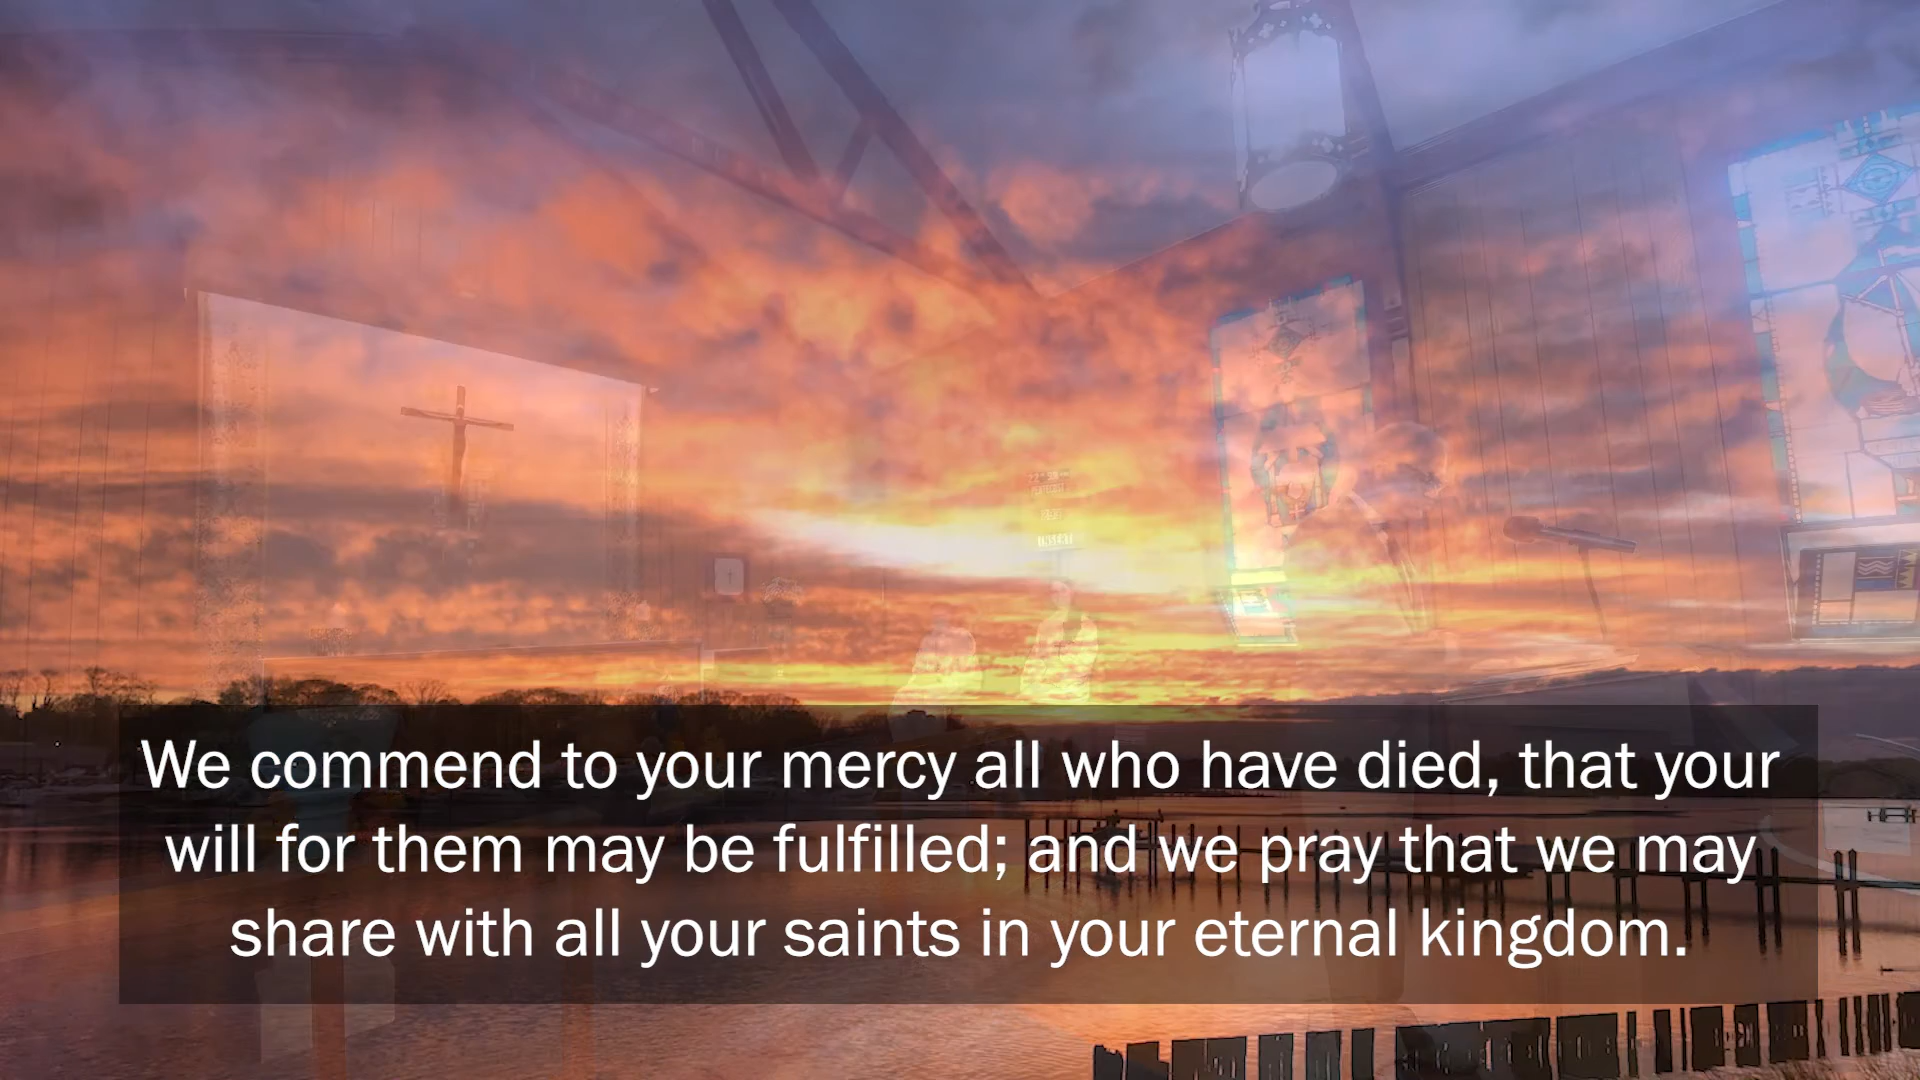 We commend to your mercy all who have died, that your
will for them may be fulfilled; and we pray that we may
share with all your saints in your eternal kingdom.